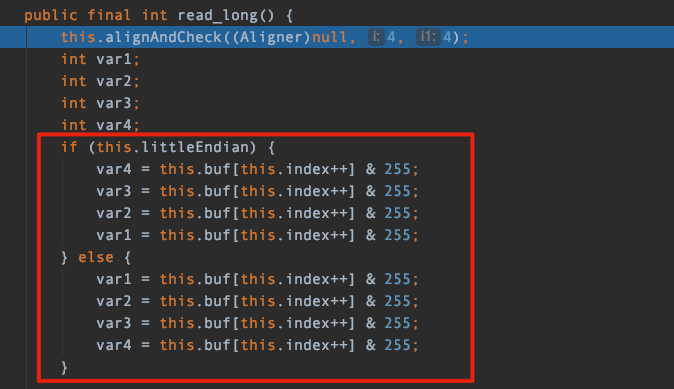 public final int read_long() {
this.alignAndCheck((Aligner)null, i: 4, i1: 4);
int var1;
int var2;
int var3;
int var4;
if (this.littleEndian) {
var4 = this.buf[this.index++] & 255;
var3 = this.buf[this.index++] & 255;
var2 = this.buf[this.index++] & 255;
var1 = this.buf[this.index++] & 255;
} else {
var1 = this.buf[this.index++] & 255;
var2 = this.buf[this.index++] & 255;
var3 = this.buf[this.index++] & 255;
var4 = this.buf[this.index++] & 255;
}